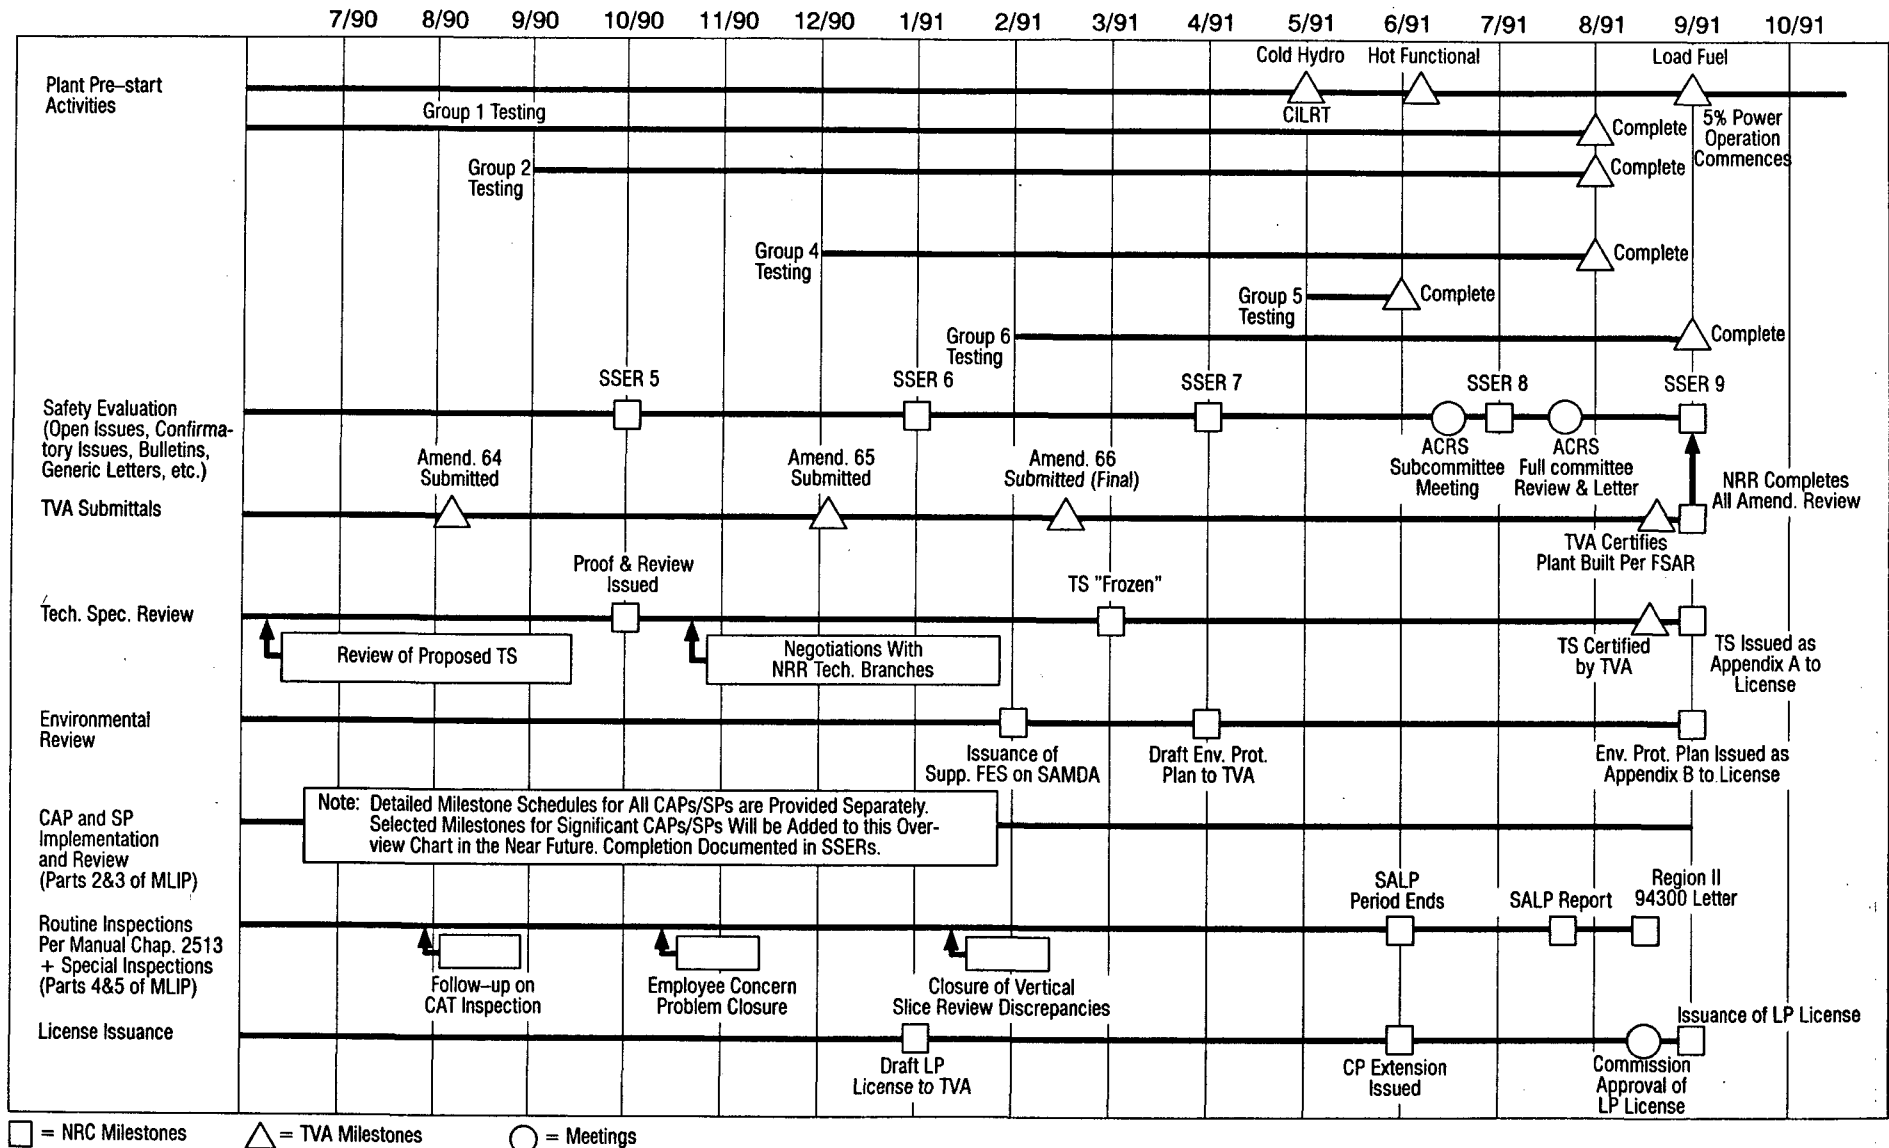 7/90 8/90 9/90 10/90 11/90 12/90 1/91 2/91 3/91 4/91 5/91 6/91 7/91 8/91 9/91 10/91
Cold Hydro Hot Functional Load Fuel
Plant Pre–start
Activities
CILRT
5% Power
Operation
Commences
Group 1 Testing
Complete
Group 2
Testing
Complete
Group 4
Testing
Complete
Group 5
Testing
Complete
Group 6
Testing
Complete
SSER 5 SSER 6 SSER 7 SSER 8 SSER 9
Safety Evaluation
(Open Issues, Confirma-
tory Issues, Bulletins,
Generic Letters, etc.)
ACRS
Subcommittee
Meeting
ACRS
Full committee
Review & Letter
NRR Completes
All Amend. Review
Amend. 64
Submitted
Amend. 65
Submitted
Amend. 66
Submitted (Final)
TVA Submittals
TVA Certifies
Plant Built Per FSAR
Proof & Review
Issued
TS "Frozen"
Tech. Spec. Review
Review of Proposed TS
Negotiations With
NRR Tech. Branches
TS Certified
by TVA
TS Issued as
Appendix A to
License
Environmental
Review
Issuance of
Supp. FES on SAMDA
Draft Env. Prot.
Plan to TVA
Env. Prot. Plan Issued as
Appendix B to License
CAP and SP
Implementation
and Review
(Parts 2&3 of MLIP)
Note: Detailed Milestone Schedules for All CAPs/SPs are Provided Separately.
Selected Milestones for Significant CAPs/SPs Will be Added to this Over-
view Chart in the Near Future. Completion Documented in SSERs.
SALP
Period Ends
SALP Report
Region II
94300 Letter
Routine Inspections
Per Manual Chap. 2513
+ Special Inspections
(Parts 4&5 of MLIP)
Follow–up on
CAT Inspection
Employee Concern
Problem Closure
Closure of Vertical
Slice Review Discrepancies
License Issuance
Draft LP
License to TVA
CP Extension
Issued
Issuance of LP License
Commission
Approval of
LP License
= NRC Milestones = TVA Milestones = Meetings